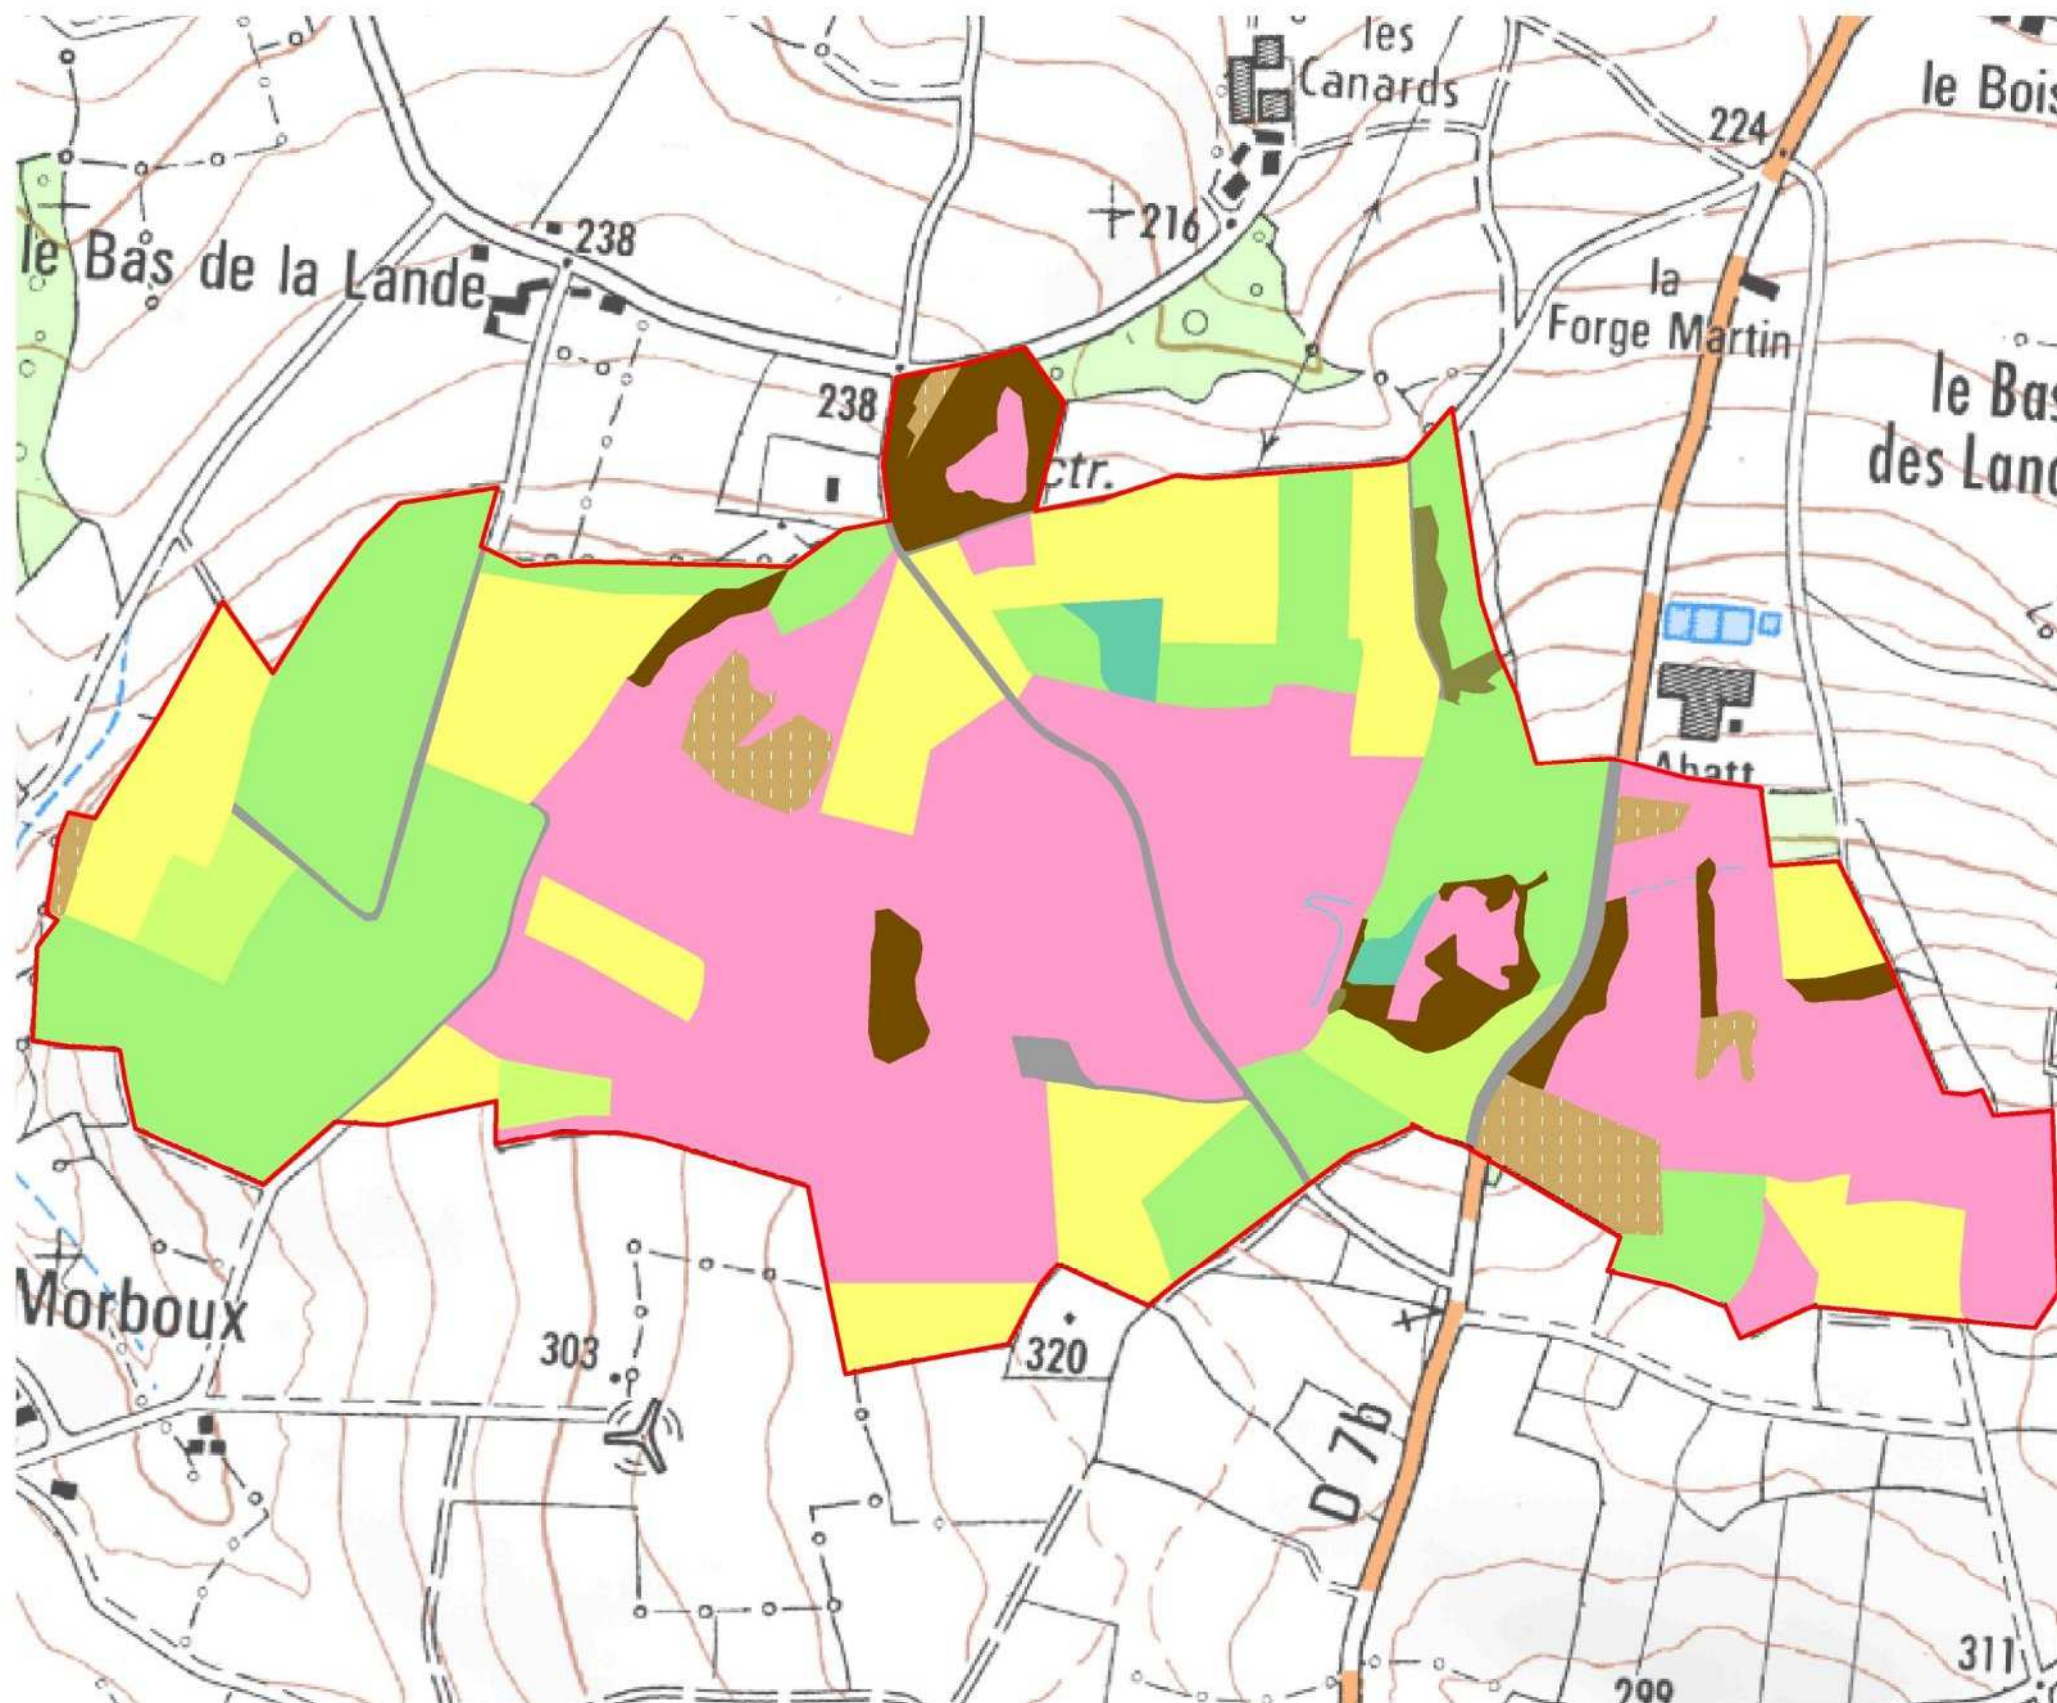 les
Canards
le Bois
224
216
238
le Bas de la Lande
la
Forge Martin
238
le Bas
des Land
ctr.
Abatt
Morboux
303
320
D 7b
311
299